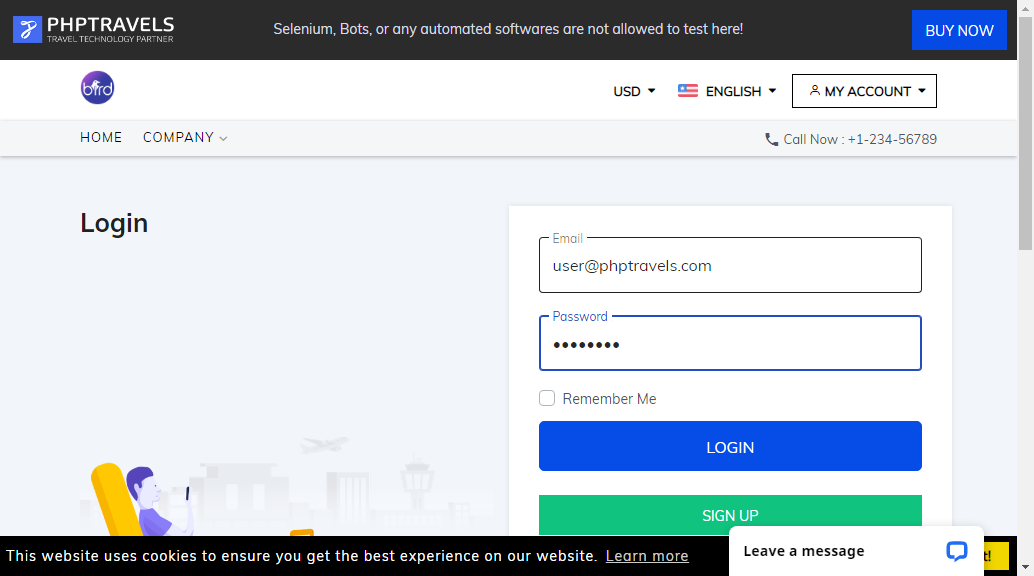 PHPTRAVELS
TRAVEL TECHNOLOGY PARTNER
Selenium, Bots, or any automated softwares are not allowed to test here!
BUY NOW
bird
USD
ENGLISH
MY ACCOUNT
HOME
COMPANY
Call Now : +1-234-56789
Login
Email
user@phptravels.com
Password
••••••••
Remember Me
LOGIN
SIGN UP
This website uses cookies to ensure you get the best experience on our website. Learn more
Leave a message